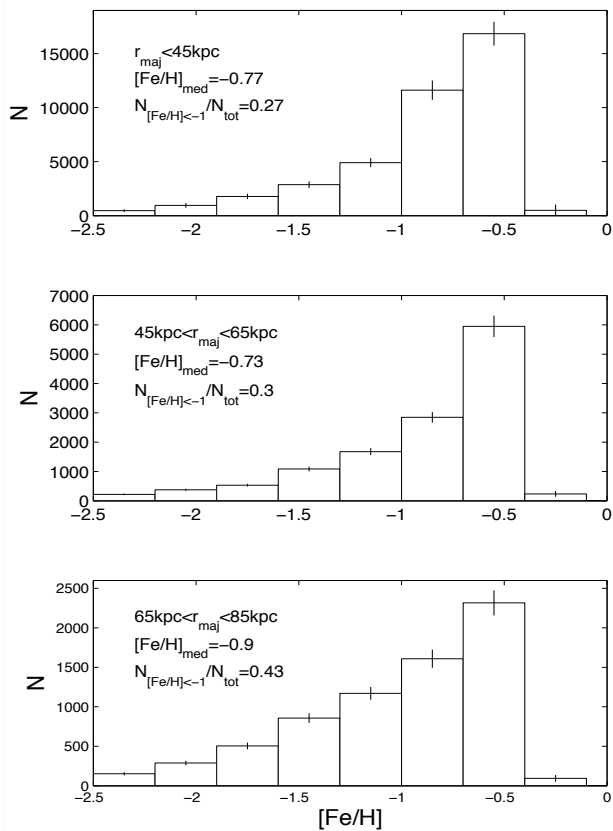 15000
10000
5000
0
N
r_maj<45kpc
[Fe/H]_med=−0.77
N_[Fe/H]<−1/N_tot=0.27
−2.5 −2 −1.5 −1 −0.5 0
7000
6000
5000
4000
3000
2000
1000
0
N
45kpc<r_maj<65kpc
[Fe/H]_med=−0.73
N_[Fe/H]<−1/N_tot=0.3
−2.5 −2 −1.5 −1 −0.5 0
2500
2000
1500
1000
500
0
N
65kpc<r_maj<85kpc
[Fe/H]_med=−0.9
N_[Fe/H]<−1/N_tot=0.43
−2.5 −2 −1.5 −1 −0.5 0
[Fe/H]